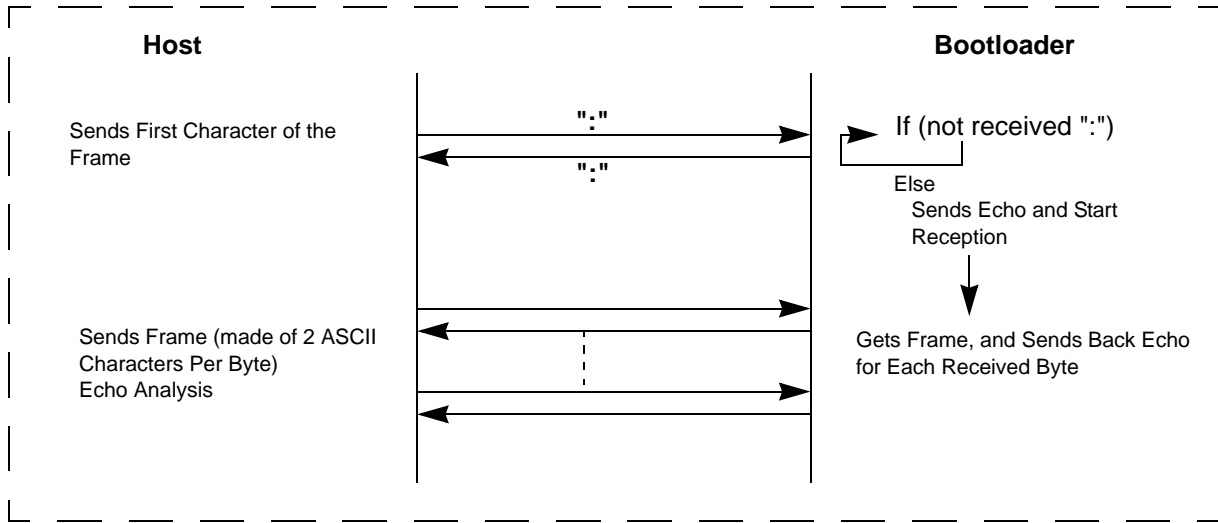 Host
Bootloader
":"
Sends First Character of the
Frame
":"
If (not received ":")
Else
Sends Echo and Start
Reception
Sends Frame (made of 2 ASCII
Characters Per Byte)
Echo Analysis
Gets Frame, and Sends Back Echo
for Each Received Byte